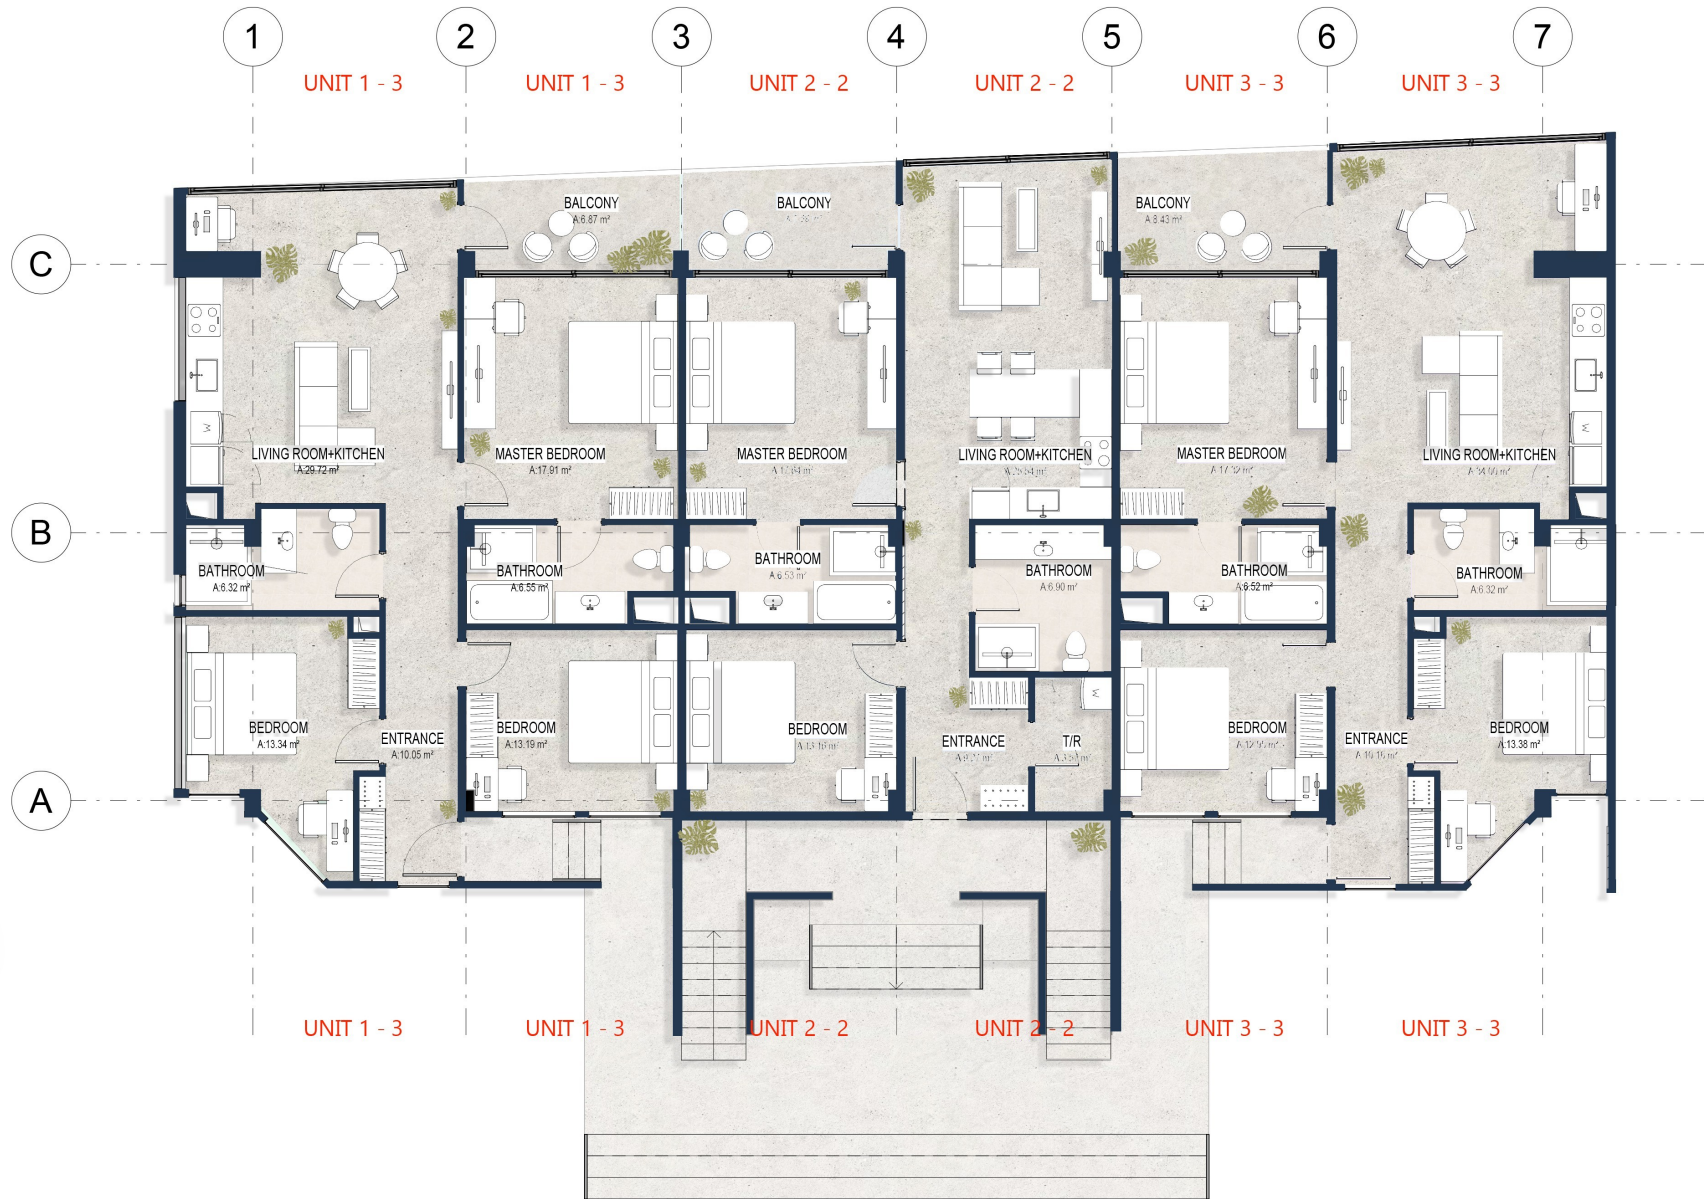 1 2 3 4 5 6 7
UNIT 1 - 3 UNIT 1 - 3 UNIT 2 - 2 UNIT 2 - 2 UNIT 3 - 3 UNIT 3 - 3
BALCONY
A:6.87 m²
BALCONY
BALCONY
A:8.43 m²
C
LIVING ROOM+KITCHEN
A:29.72 m²
MASTER BEDROOM
A:17.91 m²
MASTER BEDROOM
LIVING ROOM+KITCHEN
MASTER BEDROOM
A:17.32 m²
LIVING ROOM+KITCHEN
W
W
B
BATHROOM
A:6.32 m²
BATHROOM
A:6.55 m²
BATHROOM
A:6.53 m²
BATHROOM
A:6.90 m²
BATHROOM
A:6.52 m²
BATHROOM
A:6.32 m²
BEDROOM
A:13.34 m²
ENTRANCE
A:10.05 m²
BEDROOM
A:13.19 m²
BEDROOM
ENTRANCE
T/R
W
BEDROOM
ENTRANCE
BEDROOM
A:13.38 m²
A
UNIT 1 - 3 UNIT 1 - 3 UNIT 2 - 2 UNIT 2 - 2 UNIT 3 - 3 UNIT 3 - 3